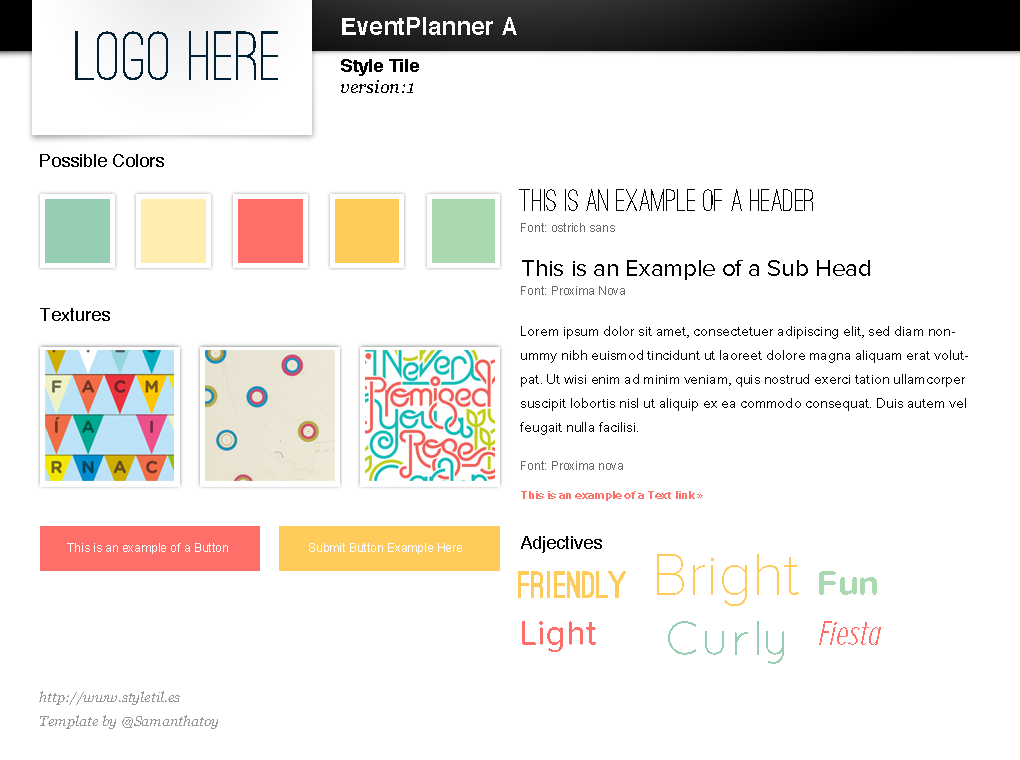 LOGO HERE
EventPlanner A
Style Tile
version:1
Possible Colors
THIS IS AN EXAMPLE OF A HEADER
Font: ostrich sans
This is an Example of a Sub Head
Font: Proxima Nova
Textures
F A C M
Í A I
R N A C
I Never
Promised
You a
Rose
Lorem ipsum dolor sit amet, consectetuer adipiscing elit, sed diam non-
ummy nibh euismod tincidunt ut laoreet dolore magna aliquam erat volut-
pat. Ut wisi enim ad minim veniam, quis nostrud exerci tation ullamcorper
suscipit lobortis nisl ut aliquip ex ea commodo consequat. Duis autem vel
feugait nulla facilisi.
Font: Proxima nova
This is an example of a Text link »
This is an example of a Button
Submit Button Example Here
Adjectives
FRIENDLY Bright Fun
Light Curly Fiesta
http://www.styletil.es
Template by @Samanthatoy